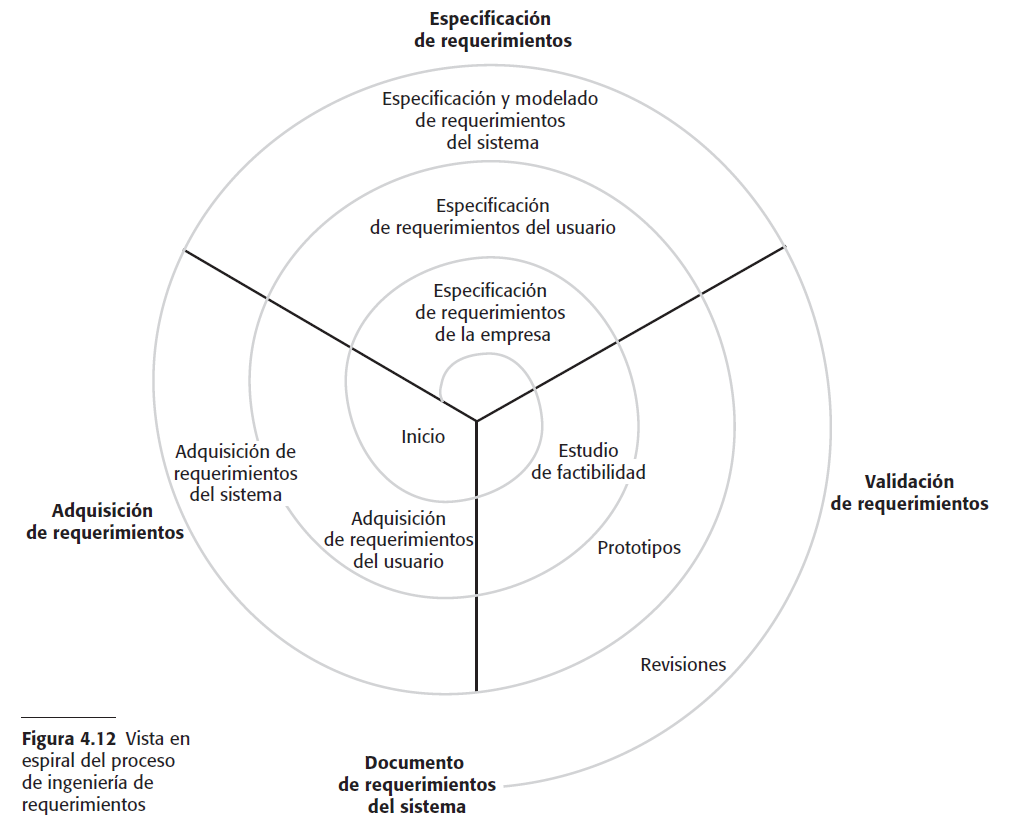 Especificación
de requerimientos
Especificación y modelado
de requerimientos
del sistema
Especificación
de requerimientos del usuario
Especificación
de requerimientos
de la empresa
Inicio
Estudio
de factibilidad
Adquisición de
requerimientos
del sistema
Adquisición
de requerimientos
Validación
de requerimientos
Adquisición
de requerimientos
del usuario
Prototipos
Revisiones
Figura 4.12 Vista en
espiral del proceso
de ingeniería de
requerimientos
Documento
de requerimientos
del sistema